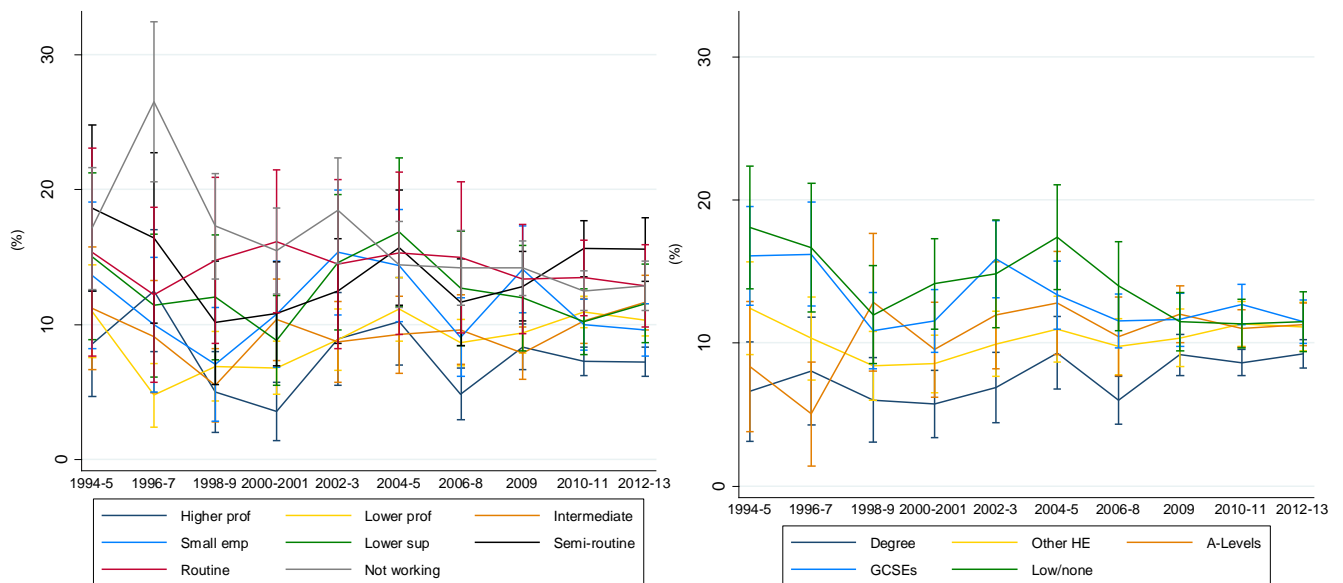 (%)
30
20
10
0
1994-5 1996-7 1998-9 2000-2001 2002-3 2004-5 2006-8 2009 2010-11 2012-13
Higher prof Lower prof Intermediate
Small emp Lower sup Semi-routine
Routine Not working
(%)
30
20
10
0
1994-5 1996-7 1998-9 2000-2001 2002-3 2004-5 2006-8 2009 2010-11 2012-13
Degree Other HE A-Levels
GCSEs Low/none